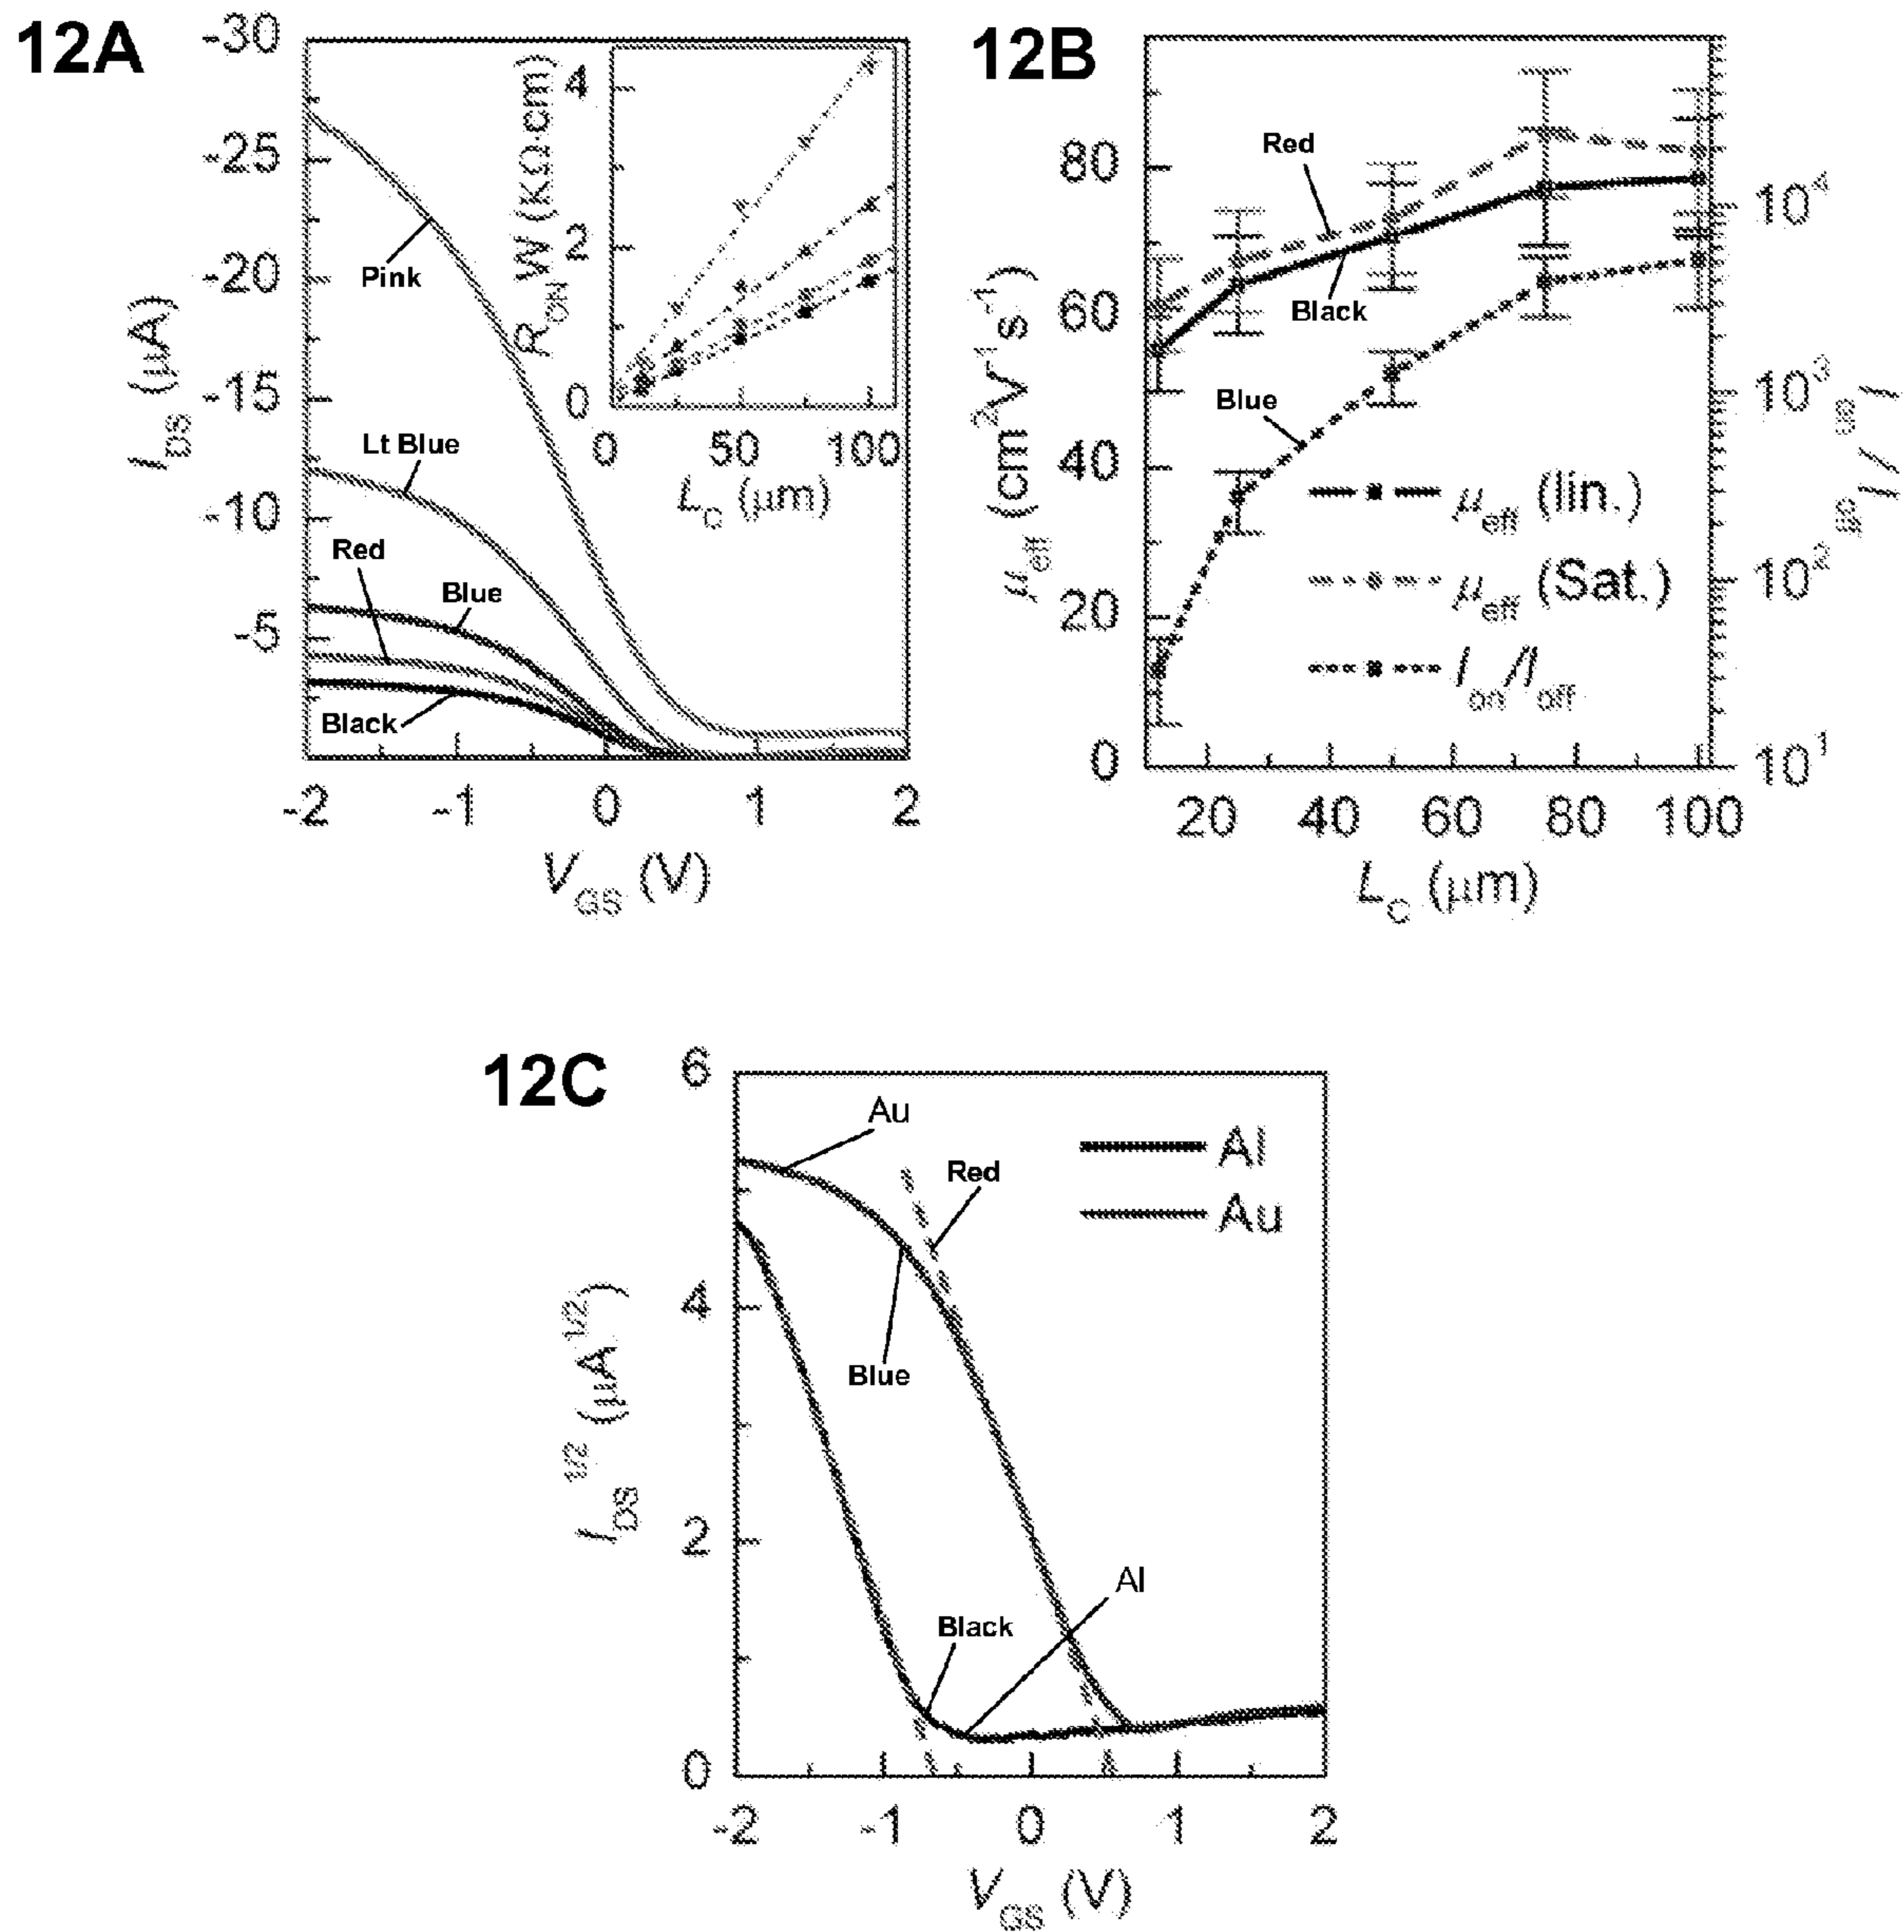 12A
-30
-25
-20
-15
-10
-5
I_DS (μA)
Pink
Lt Blue
Red
Blue
Black
-2 -1 0 1 2
V_GS (V)
4
2
0
R_ON W (KΩ·cm)
0 50 100
L_C (μm)
12B
80
60
40
20
0
μ_eff (cm²V⁻¹s⁻¹)
Red
Black
Blue
μ_eff (lin.)
μ_eff (Sat.)
I_on/I_off
10⁴
10³
10²
10¹
I_on / I_off
20 40 60 80 100
L_C (μm)
12C
6
4
2
0
I_DS^1/2 (μA^1/2)
Au
Red
Al
Au
Blue
Al
Black
-2 -1 0 1 2
V_GS (V)